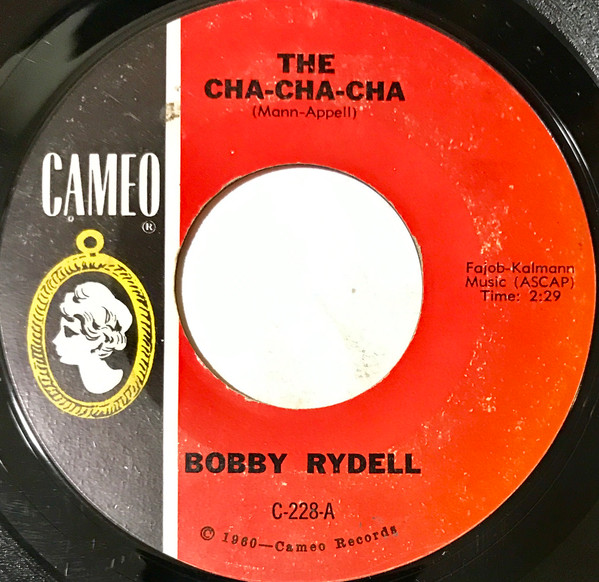 THE
CHA-CHA-CHA
(Mann-Appell)
CAMEO
®
Fajob-Kalmann
Music (ASCAP)
Time: 2:29
BOBBY RYDELL
C-228-A
© 1960—Cameo Records